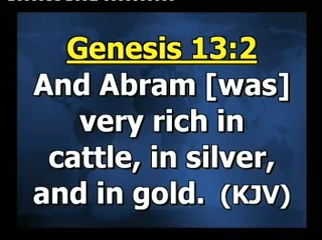 Genesis 13:2
And Abram [was]
very rich in
cattle, in silver,
and in gold. (KJV)